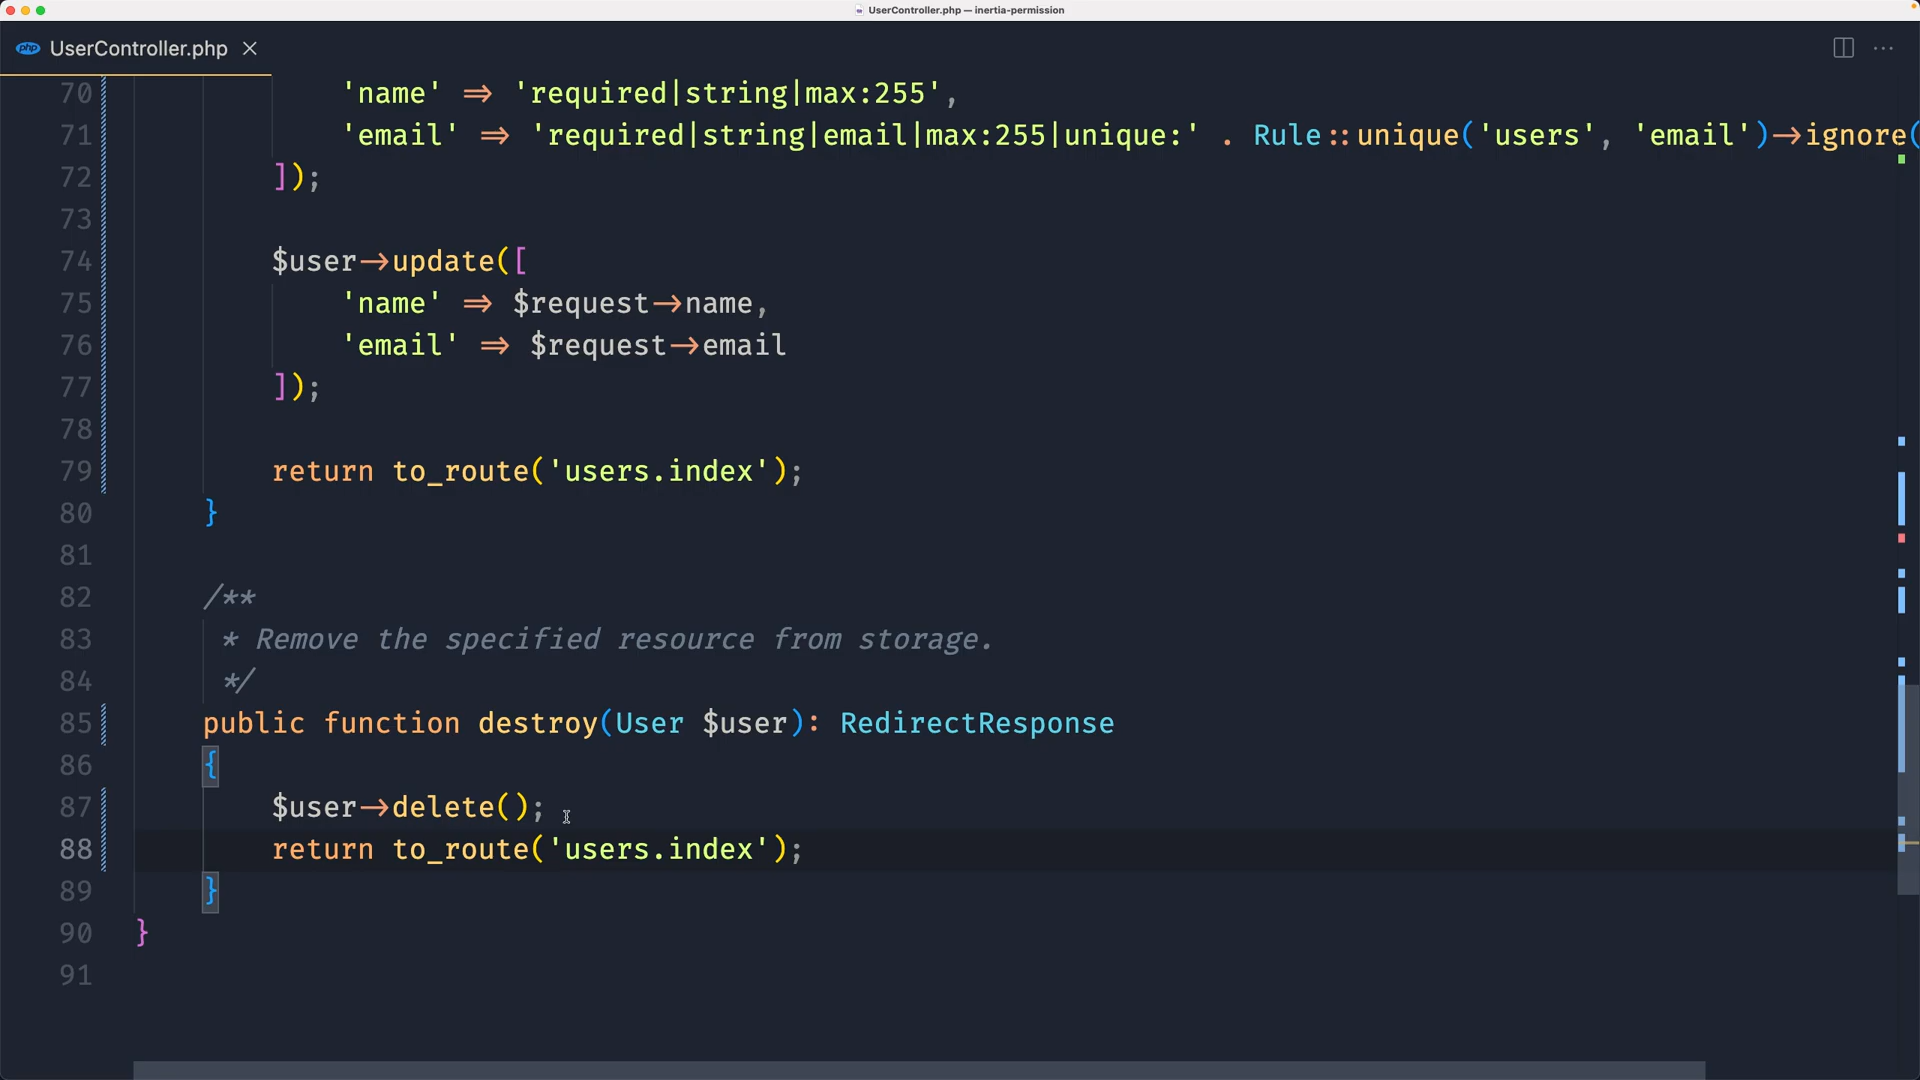 UserController.php — inertia-permission
php UserController.php
70 'name' => 'required|string|max:255',
71 'email' => 'required|string|email|max:255|unique:' . Rule::unique('users', 'email')->ignore(
72 ]);
73
74 $user->update([
75 'name' => $request->name,
76 'email' => $request->email
77 ]);
78
79 return to_route('users.index');
80 }
81
82 /**
83 * Remove the specified resource from storage.
84 */
85 public function destroy(User $user): RedirectResponse
86 {
87 $user->delete();
88 return to_route('users.index');
89 }
90 }
91